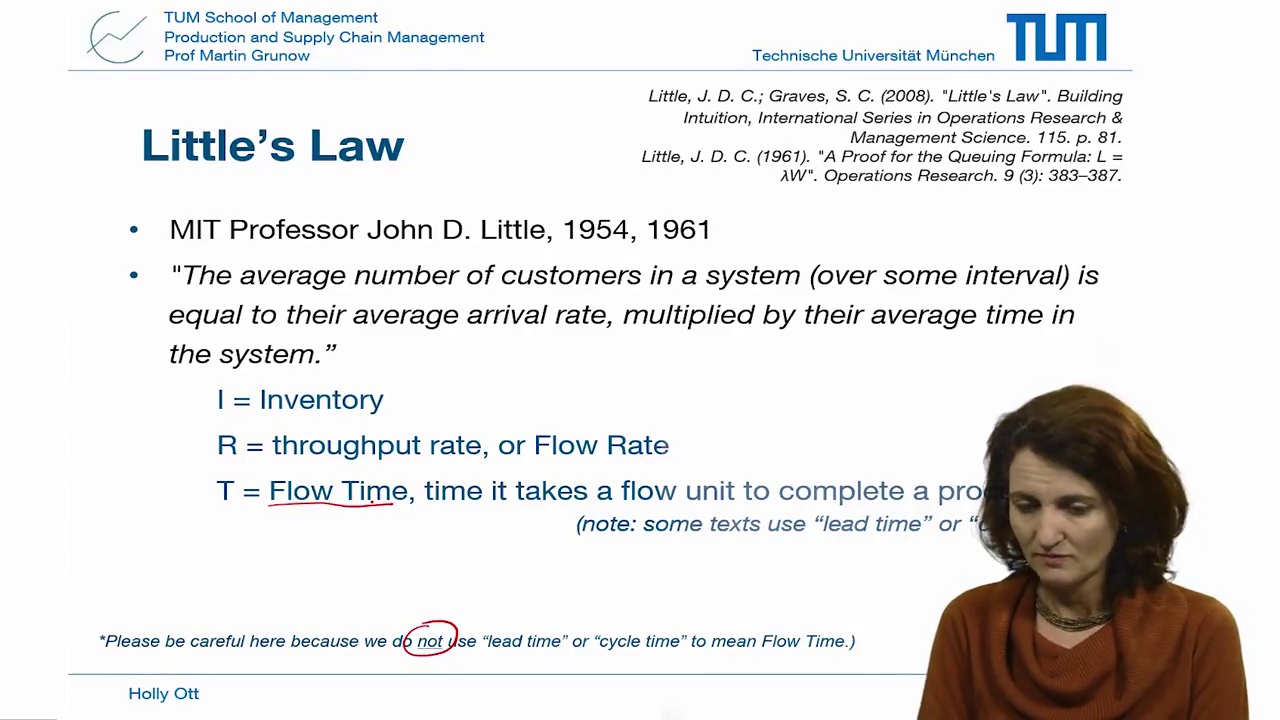 TUM School of Management
Production and Supply Chain Management
Prof Martin Grunow
Technische Universität München
TUM
Little, J. D. C.; Graves, S. C. (2008). "Little's Law". Building
Intuition, International Series in Operations Research &
Management Science. 115. p. 81.
Little, J. D. C. (1961). "A Proof for the Queuing Formula: L =
λW". Operations Research. 9 (3): 383–387.
Little's Law
• MIT Professor John D. Little, 1954, 1961
• "The average number of customers in a system (over some interval) is
equal to their average arrival rate, multiplied by their average time in
the system.”
I = Inventory
R = throughput rate, or Flow Rate
T = Flow Time, time it takes a flow unit to complete a
(note: some texts use “lead time” or
*Please be careful here because we do not use “lead time” or “cycle time” to mean Flow Time.)
Holly Ott